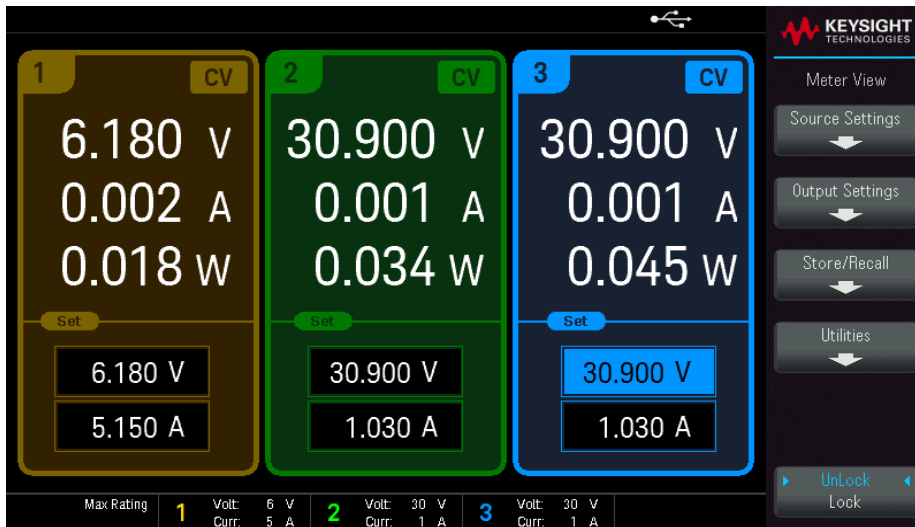 KEYSIGHT
TECHNOLOGIES
Meter View
1 CV
6.180 V
0.002 A
0.018 W
Set
6.180 V
5.150 A
2 CV
30.900 V
0.001 A
0.034 W
Set
30.900 V
1.030 A
3 CV
30.900 V
0.001 A
0.045 W
Set
30.900 V
1.030 A
Source Settings
Output Settings
Store/Recall
Utilities
UnLock
Lock
Max Rating
1 Volt: 6 V
Curr: 5 A
2 Volt: 30 V
Curr: 1 A
3 Volt: 30 V
Curr: 1 A